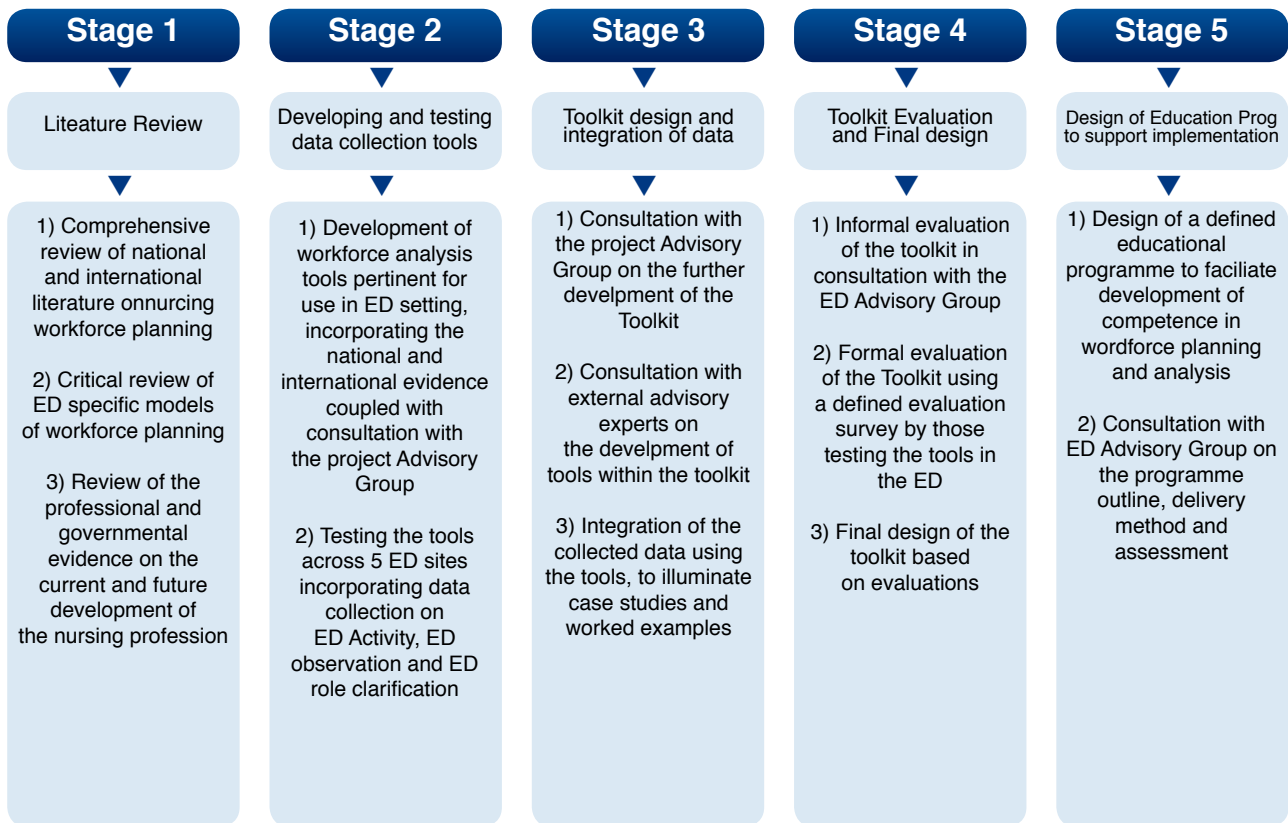 Stage 1
Liteature Review
1) Comprehensive
review of national
and international
literature onnurcing
workforce planning
2) Critical review of
ED specific models
of workforce planning
3) Review of the
professional and
governmental
evidence on the
current and future
development of
the nursing profession
Stage 2
Developing and testing
data collection tools
1) Development of
workforce analysis
tools pertinent for
use in ED setting,
incorporating the
national and
international evidence
coupled with
consultation with
the project Advisory
Group
2) Testing the tools
across 5 ED sites
incorporating data
collection on
ED Activity, ED
observation and ED
role clarification
Stage 3
Toolkit design and
integration of data
1) Consultation with
the project Advisory
Group on the further
develpment of the
Toolkit
2) Consultation with
external advisory
experts on
the develpment of
tools within the toolkit
3) Integration of the
collected data using
the tools, to illuminate
case studies and
worked examples
Stage 4
Toolkit Evaluation
and Final design
1) Informal evaluation
of the toolkit in
consultation with the
ED Advisory Group
2) Formal evaluation
of the Toolkit using
a defined evaluation
survey by those
testing the tools in
the ED
3) Final design of the
toolkit based
on evaluations
Stage 5
Design of Education Prog
to support implementation
1) Design of a defined
educational
programme to faciliate
development of
competence in
wordforce planning
and analysis
2) Consultation with
ED Advisory Group on
the programme
outline, delivery
method and
assessment